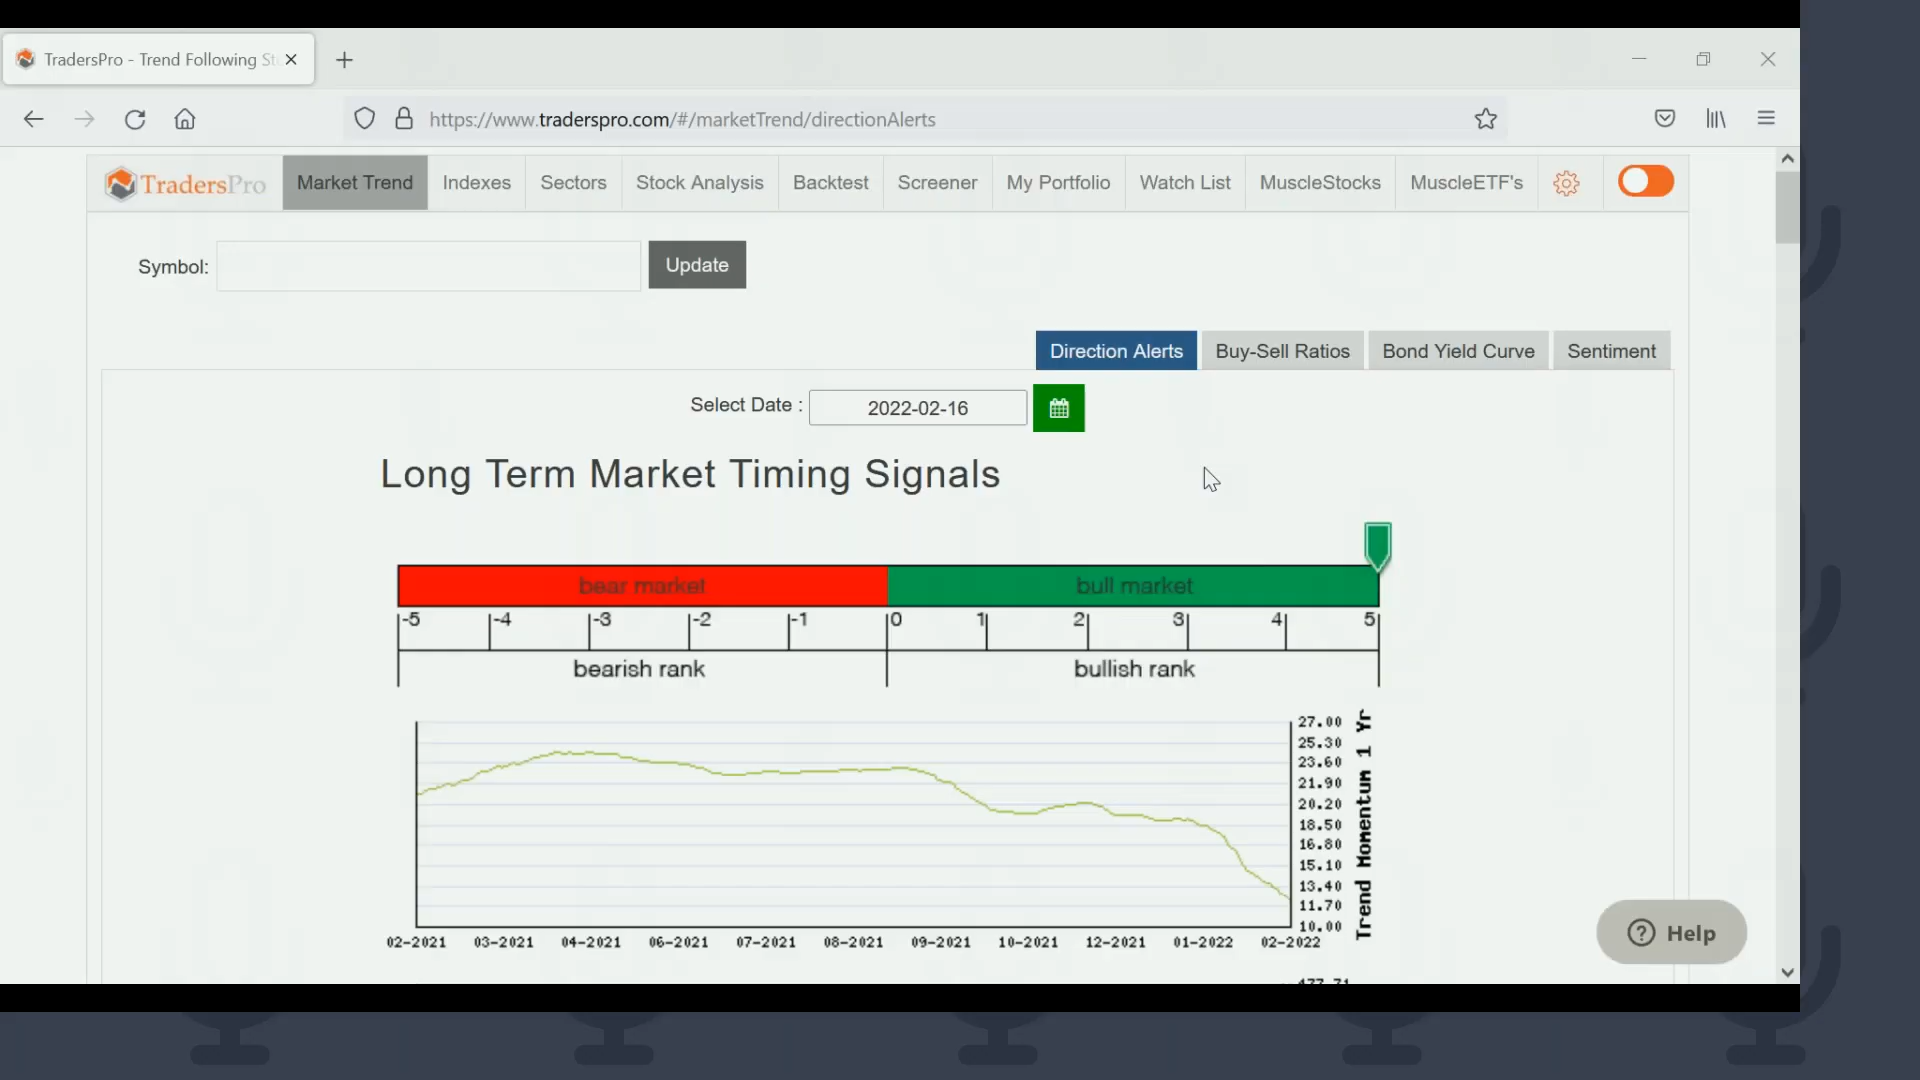 TradersPro - Trend Following St
https://www.traderspro.com/#/marketTrend/directionAlerts
TradersPro Market Trend Indexes Sectors Stock Analysis Backtest Screener My Portfolio Watch List MuscleStocks MuscleETF's
Symbol: Update
Direction Alerts Buy-Sell Ratios Bond Yield Curve Sentiment
Select Date : 2022-02-16
Long Term Market Timing Signals
bear market bull market
-5 -4 -3 -2 -1 0 1 2 3 4 5
bearish rank bullish rank
27.00
25.30
23.60
21.90
20.20
18.50
16.80
15.10
13.40
11.70
10.00
Trend Momentum 1 Yr
02-2021 03-2021 04-2021 06-2021 07-2021 08-2021 09-2021 10-2021 12-2021 01-2022 02-2022
Help